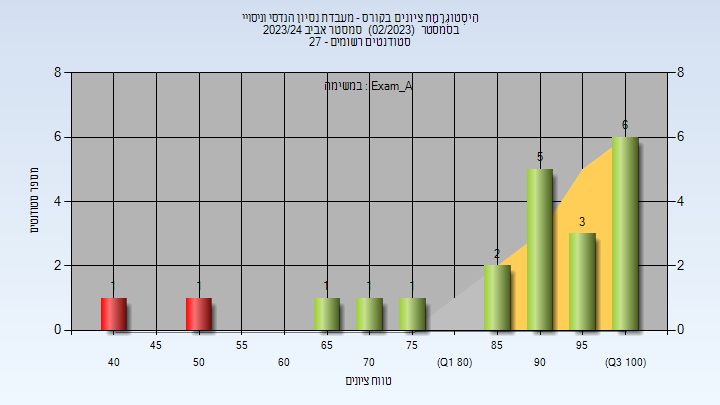 היסטוגרמת ציונים בקורס - מעבדת נסיון הנדסי וניסויי
בסמסטר (02/2023) סמסטר אביב 2023/24
סטודנטים רשומים - 27
במשימה : Exam_A
מספר סטודנטים
8 8
6 6
4 4
2 2
0 0
1 1 1 1 1 2 5 3 6
45 55 65 75 85 95
40 50 60 70 (Q1 80) 90 (Q3 100)
טווח ציונים